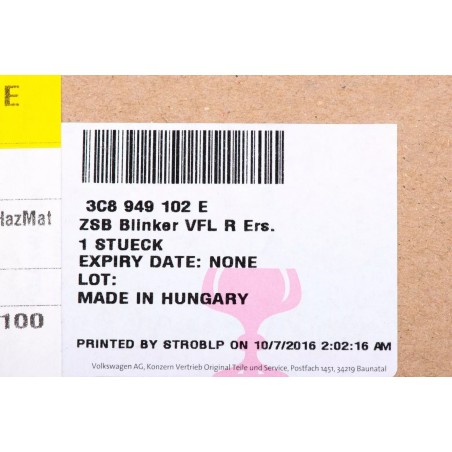 E
HazMat
100
3C8 949 102 E
ZSB Blinker VFL R Ers.
1 STUECK
EXPIRY DATE: NONE
LOT:
MADE IN HUNGARY
PRINTED BY STROBLP ON 10/7/2016 2:02:16 AM
Volkswagen AG, Konzern Vertrieb Original Teile und Service, Postfach 1451, 34219 Baunatal